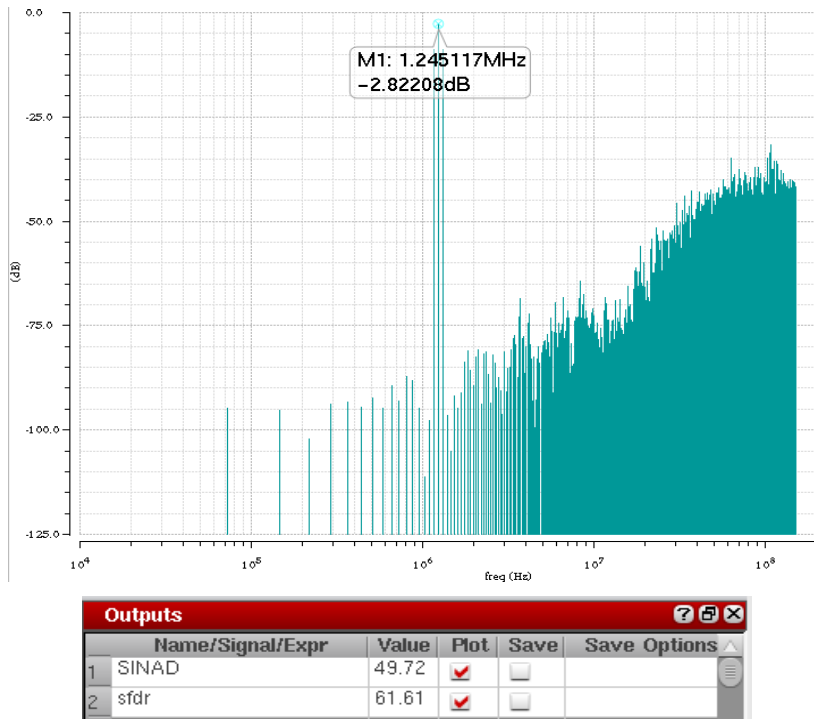 0.0
M1: 1.245117MHz
-2.82208dB
-25.0
-50.0
(dB)
-75.0
-100.0
-125.0
10⁴ 10⁵ 10⁶ 10⁷ 10⁸
freq (Hz)
Outputs
Name/Signal/Expr Value Plot Save Save Options
1 SINAD 49.72
2 sfdr 61.61